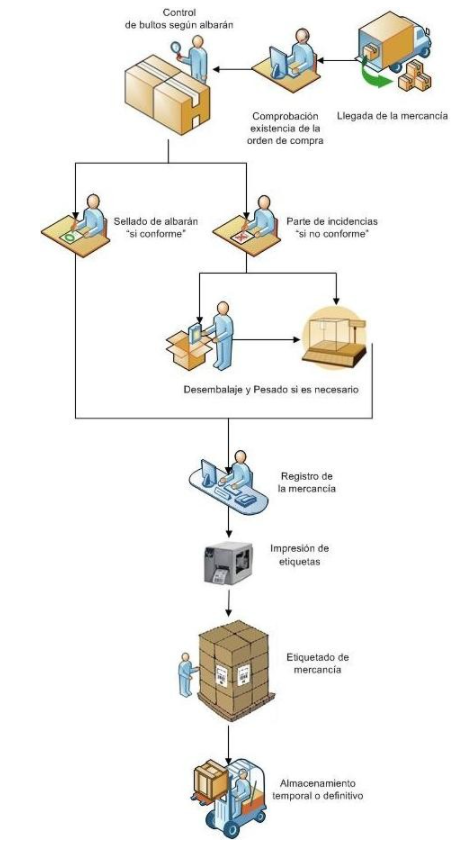 Control
de bultos según albarán
Comprobación
existencia de la
orden de compra
Llegada de la mercancía
Sellado de albarán
"si conforme"
Parte de incidencias
"si no conforme"
Desembalaje y Pesado si es necesario
Registro de
la mercancía
Impresión de
etiquetas
Etiquetado de
mercancía
Almacenamiento
temporal o definitivo